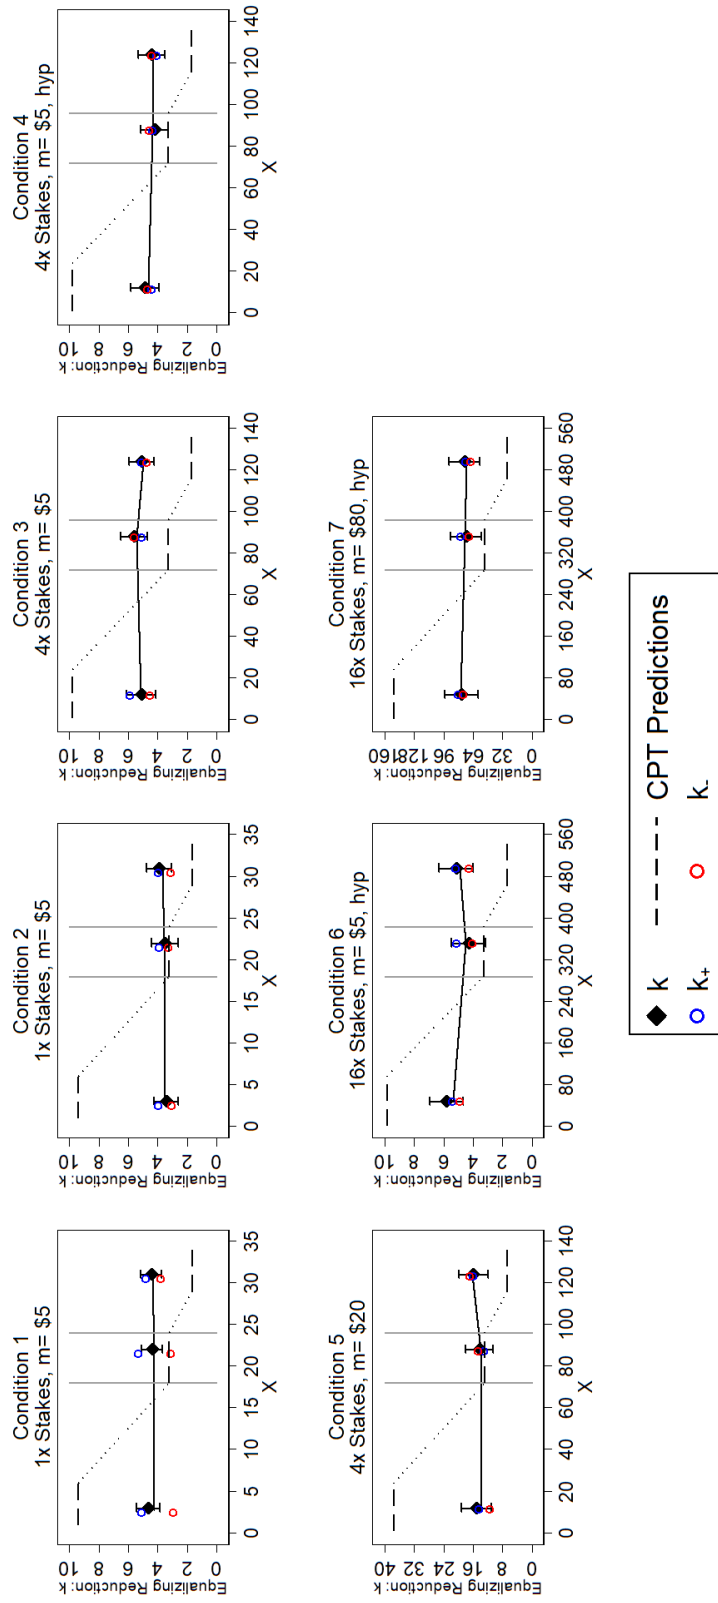 Condition 1
1x Stakes, m= $5
Equalizing Reduction: k
0 2 4 6 8 10
0 5 10 15 20 25 30 35
X
Condition 2
1x Stakes, m= $5
Equalizing Reduction: k
0 2 4 6 8 10
0 5 10 15 20 25 30 35
X
Condition 3
4x Stakes, m= $5
Equalizing Reduction: k
0 2 4 6 8 10
0 20 40 60 80 100 120 140
X
Condition 4
4x Stakes, m= $5, hyp
Equalizing Reduction: k
0 2 4 6 8 10
0 20 40 60 80 100 120 140
X
Condition 5
4x Stakes, m= $20
Equalizing Reduction: k
0 8 16 24 32 40
0 20 40 60 80 100 120 140
X
Condition 6
16x Stakes, m= $5, hyp
Equalizing Reduction: k
0 2 4 6 8 10
0 80 160 240 320 400 480 560
X
Condition 7
16x Stakes, m= $80, hyp
Equalizing Reduction: k
0 32 64 96 128 160
0 80 160 240 320 400 480 560
X
k CPT Predictions
k+ k-